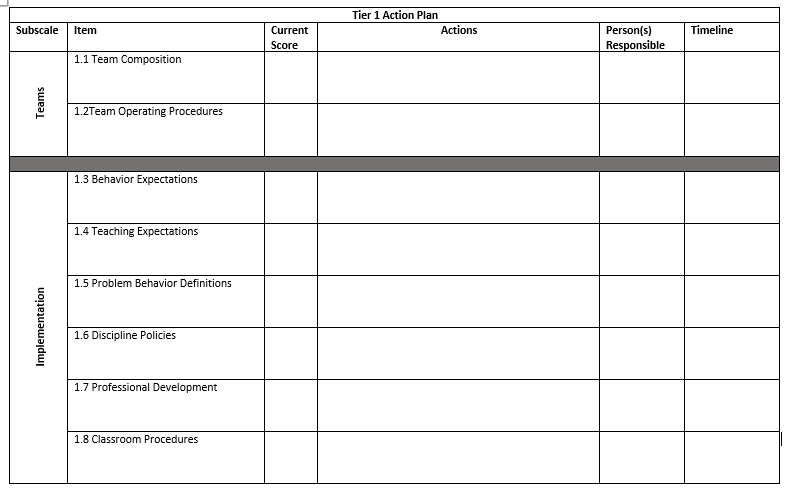 Tier 1 Action Plan
Subscale Item Current Score Actions Person(s) Responsible Timeline
Teams
1.1 Team Composition
1.2Team Operating Procedures
Implementation
1.3 Behavior Expectations
1.4 Teaching Expectations
1.5 Problem Behavior Definitions
1.6 Discipline Policies
1.7 Professional Development
1.8 Classroom Procedures